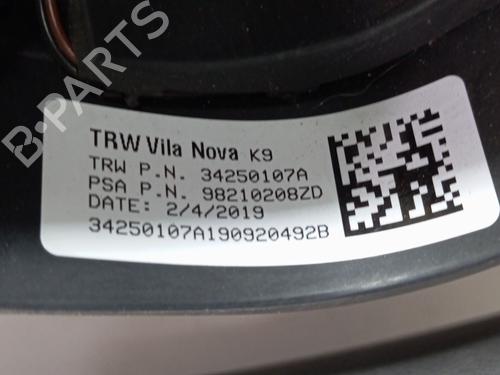 B-PARTS
TRW Vila Nova K9
TRW P.N. 34250107A
PSA P.N. 98210208ZD
DATE: 2/4/2019
34250107A190920492B